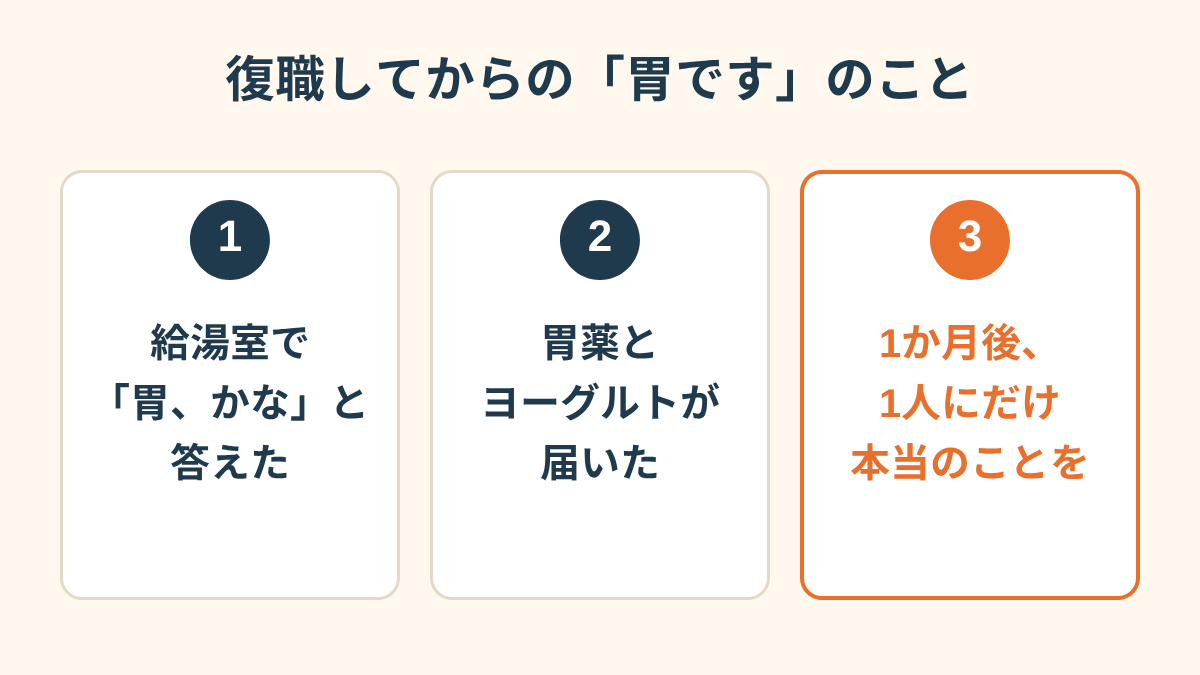 復職してからの「胃です」のこと
1
給湯室で
「胃、かな」と
答えた
2
胃薬と
ヨーグルトが
届いた
3
1か月後、
1人にだけ
本当のことを